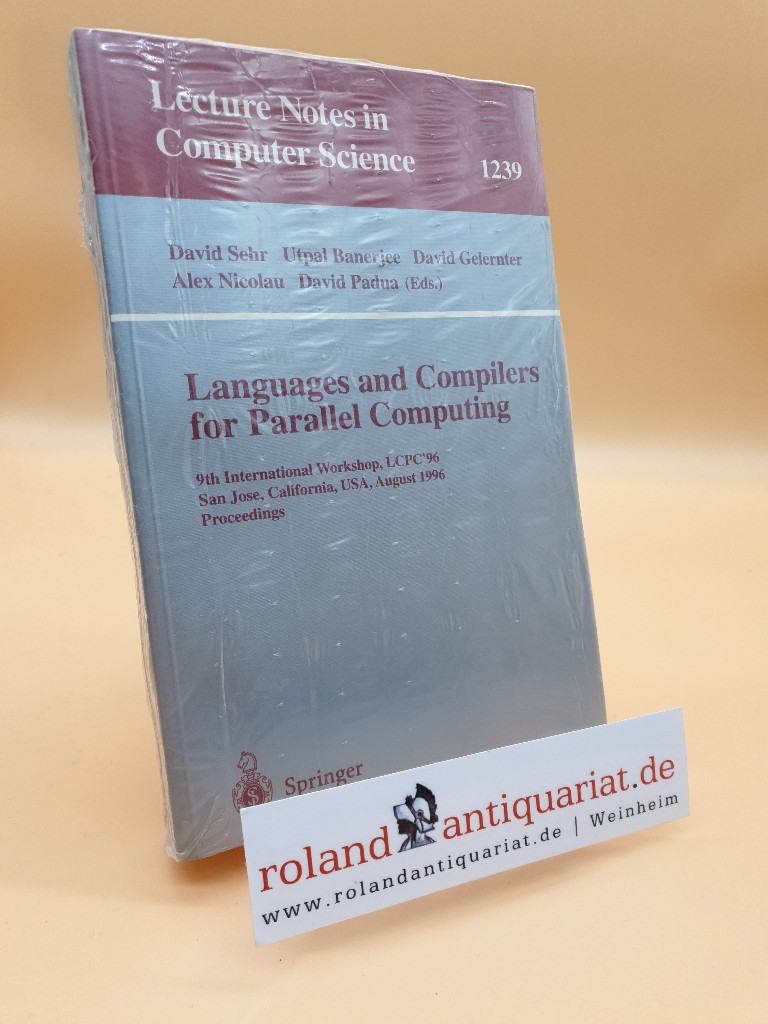 Lecture Notes in
Computer Science
1239
David Sehr Utpal Banerjee David Gelernter
Alex Nicolau David Padua (Eds.)
Languages and Compilers
for Parallel Computing
9th International Workshop, LCPC'96
San Jose, California, USA, August 1996
Proceedings
Springer
roland antiquariat.de
www.rolandantiquariat.de | Weinheim